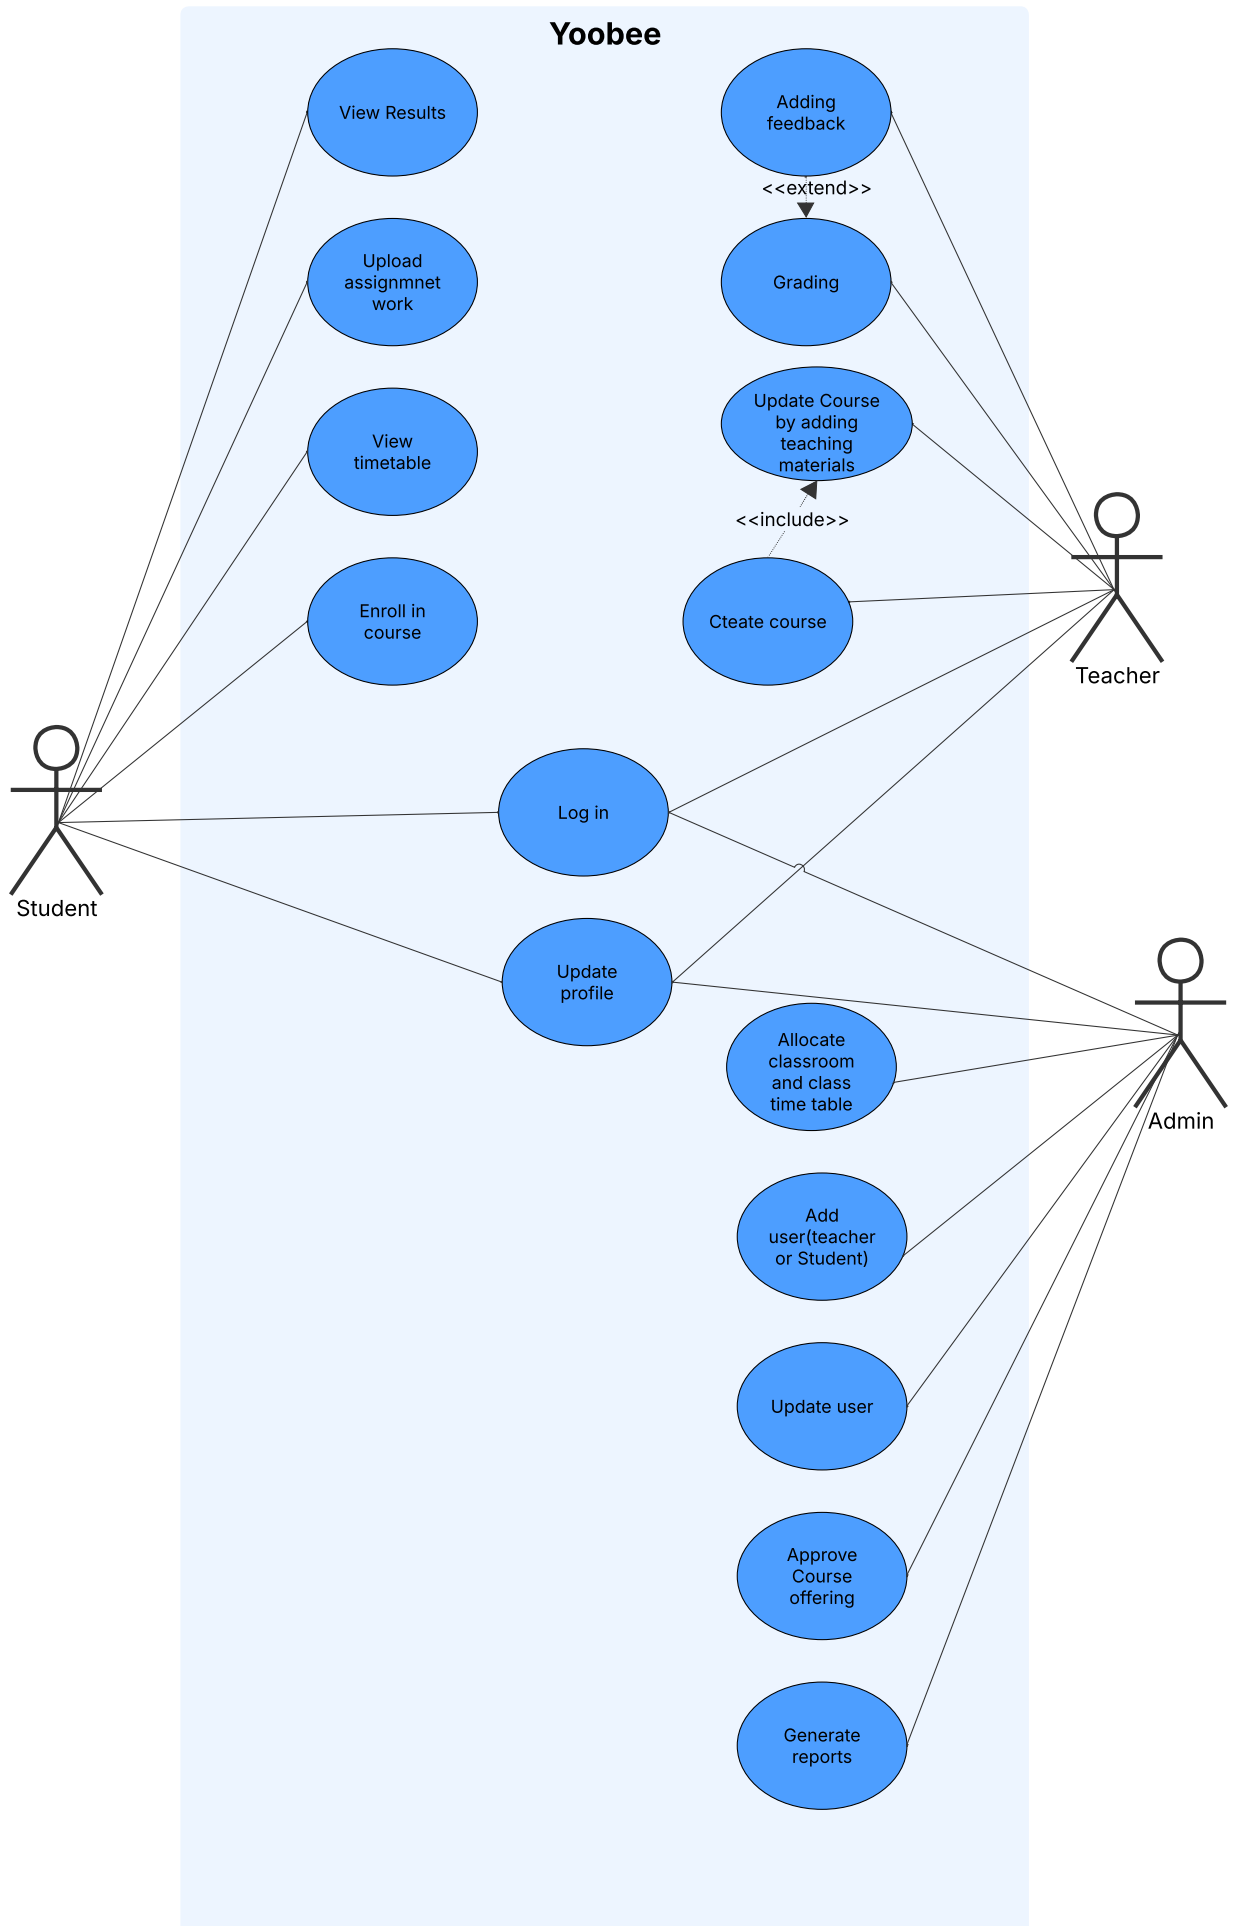 Yoobee
View Results
Adding
feedback
<<extend>>
Upload
assignmnet
work
Grading
View
timetable
Update Course
by adding
teaching
materials
<<include>>
Enroll in
course
Cteate course
Teacher
Log in
Student
Update
profile
Allocate
classroom
and class
time table
Admin
Add
user(teacher
or Student)
Update user
Approve
Course
offering
Generate
reports